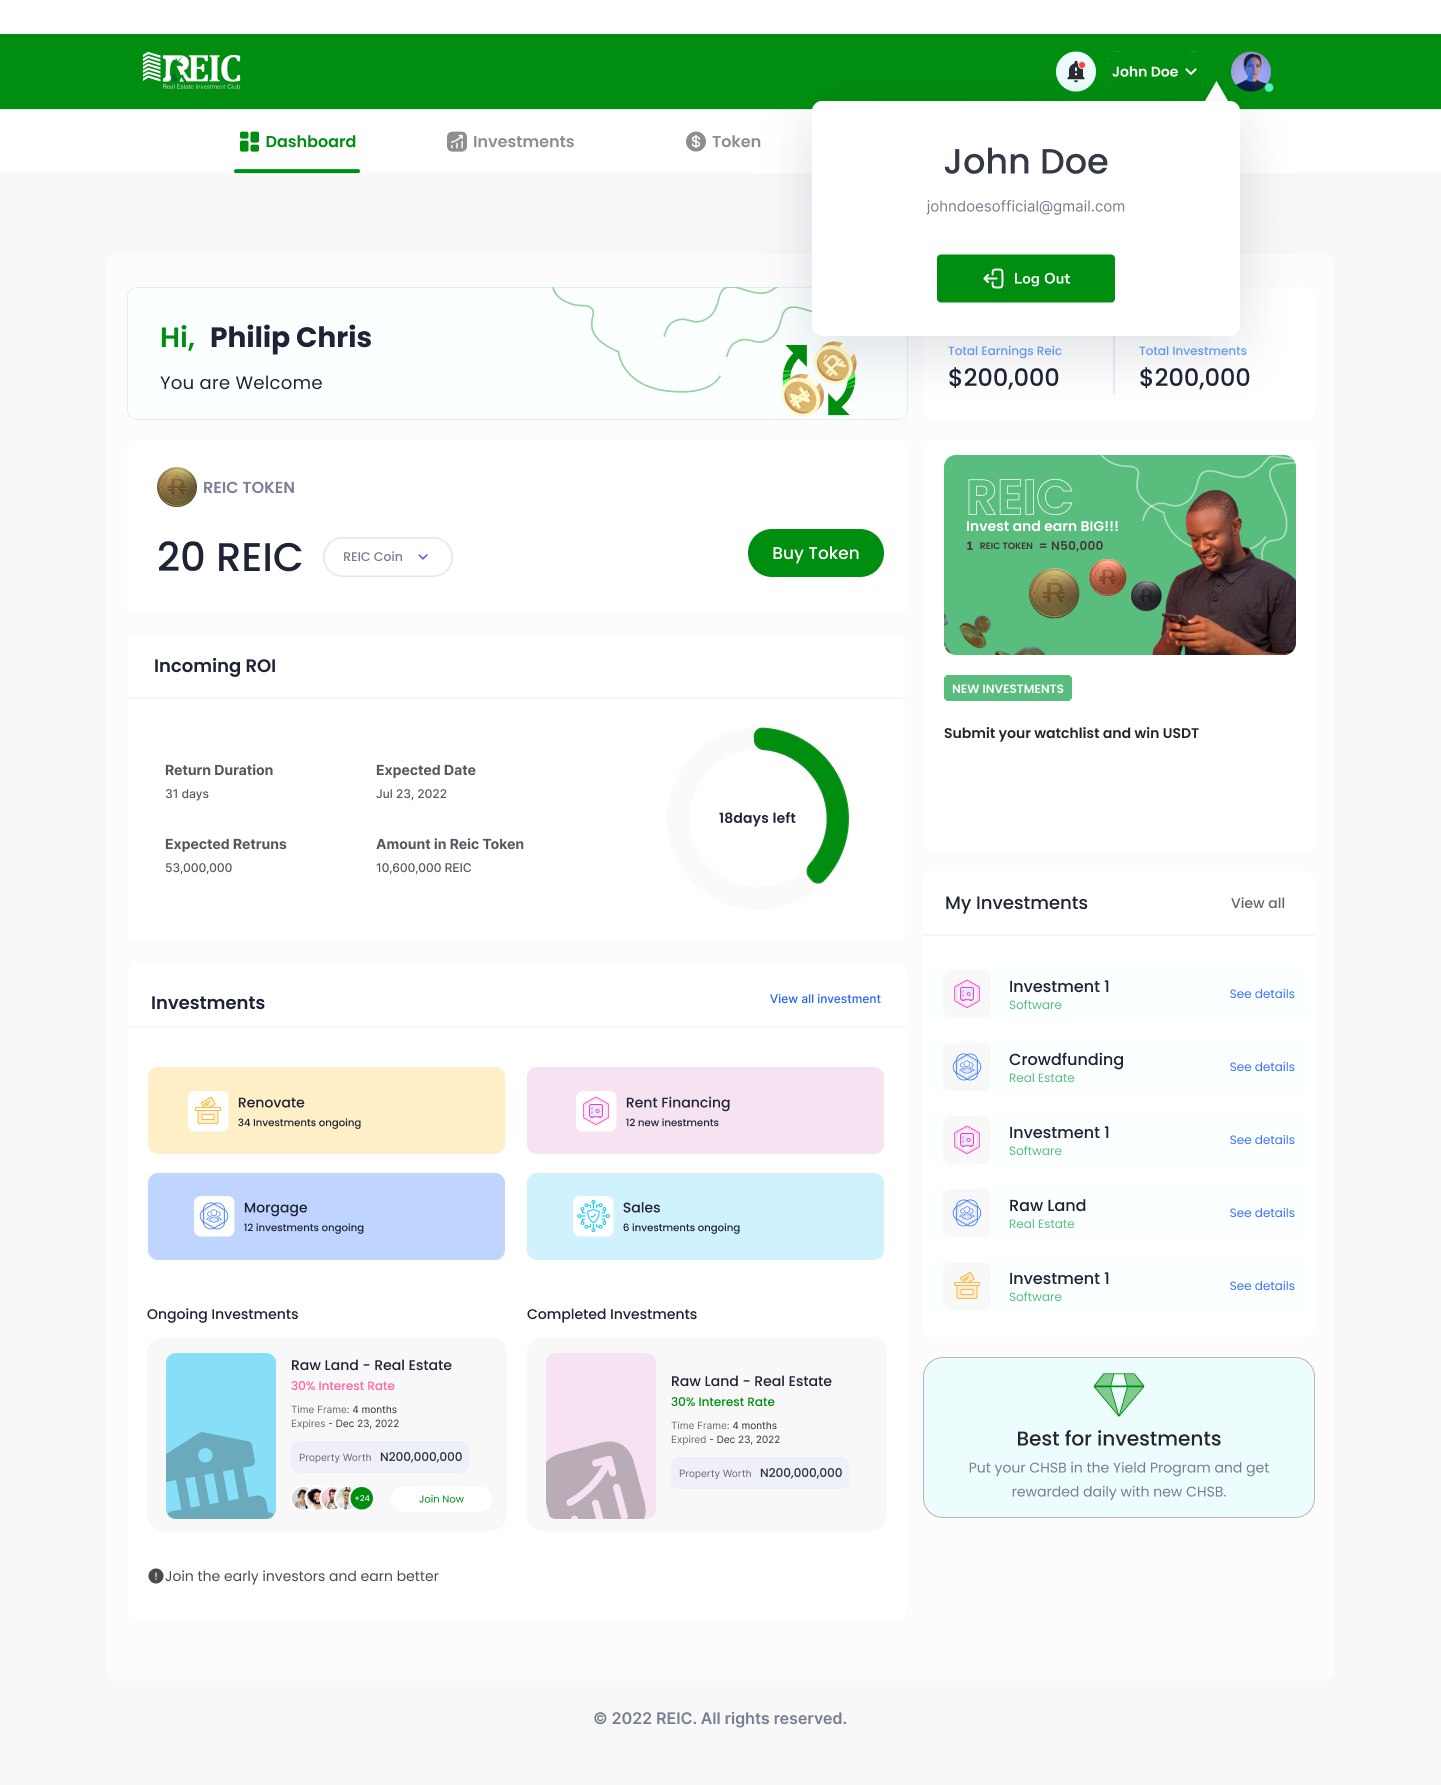 REIC
Real Estate Investment Club
John Doe
Dashboard
Investments
Token
John Doe
johndoesofficial@gmail.com
Log Out
Hi, Philip Chris
You are Welcome
Total Earnings Reic
$200,000
Total Investments
$200,000
REIC TOKEN
20 REIC
REIC Coin
Buy Token
REIC
Invest and earn BIG!!!
1 REIC TOKEN = N50,000
NEW INVESTMENTS
Submit your watchlist and win USDT
Incoming ROI
Return Duration
31 days
Expected Date
Jul 23, 2022
Expected Retruns
53,000,000
Amount in Reic Token
10,600,000 REIC
18days left
My Investments
View all
Investment 1
Software
See details
Crowdfunding
Real Estate
See details
Investment 1
Software
See details
Raw Land
Real Estate
See details
Investment 1
Software
See details
Investments
View all investment
Renovate
34 Investments ongoing
Rent Financing
12 new inestments
Morgage
12 investments ongoing
Sales
6 investments ongoing
Ongoing Investments
Raw Land - Real Estate
30% Interest Rate
Time Frame: 4 months
Expires - Dec 23, 2022
Property Worth N200,000,000
+24
Join Now
Completed Investments
Raw Land - Real Estate
30% Interest Rate
Time Frame: 4 months
Expired - Dec 23, 2022
Property Worth N200,000,000
Join the early investors and earn better
Best for investments
Put your CHSB in the Yield Program and get
rewarded daily with new CHSB.
© 2022 REIC. All rights reserved.